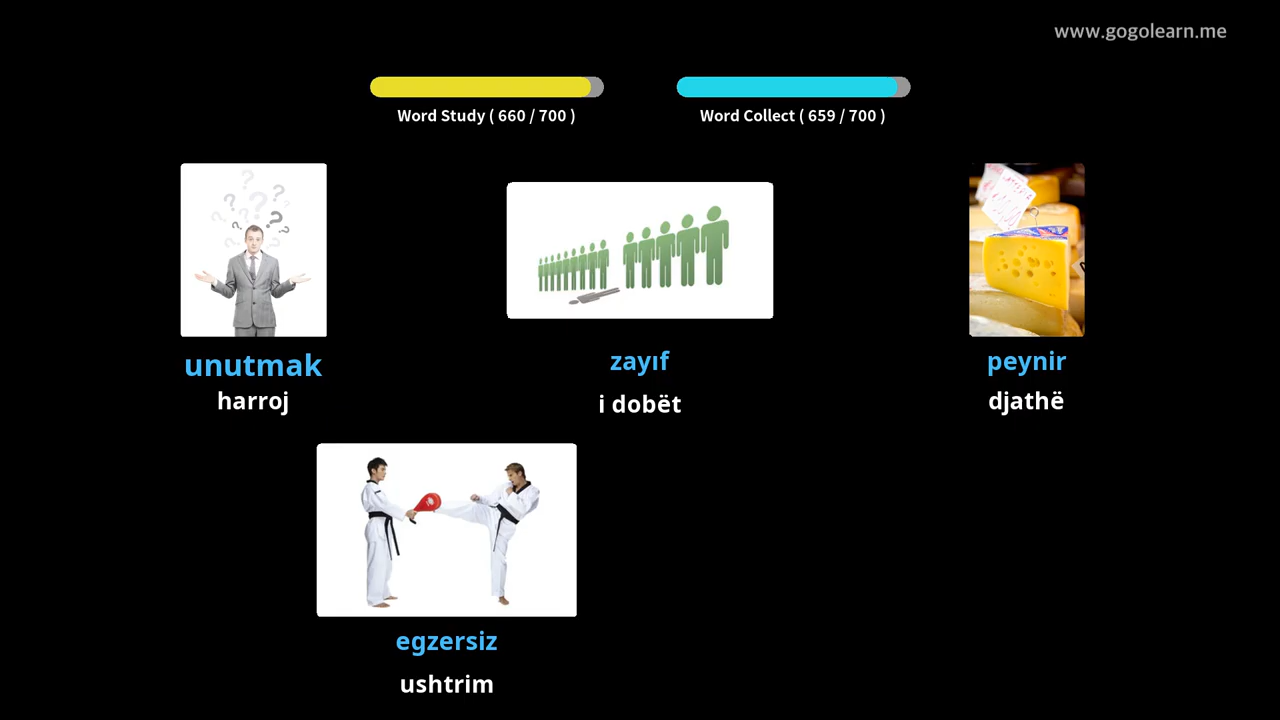 www.gogolearn.me
Word Study ( 660 / 700 )
Word Collect ( 659 / 700 )
unutmak
harroj
zayıf
i dobët
peynir
djathë
egzersiz
ushtrim